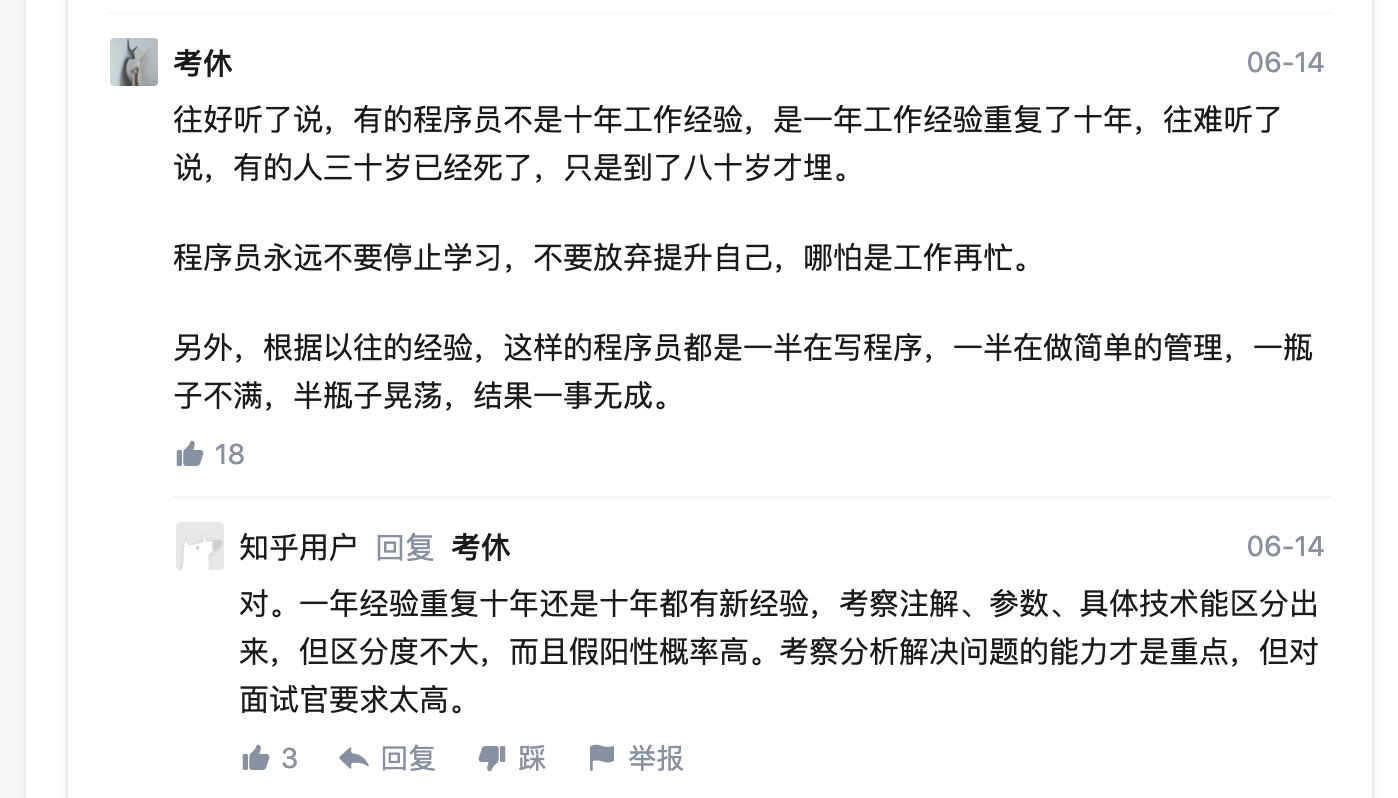 考休 06-14
往好听了说，有的程序员不是十年工作经验，是一年工作经验重复了十年，往难听了
说，有的人三十岁已经死了，只是到了八十岁才埋。
程序员永远不要停止学习，不要放弃提升自己，哪怕是工作再忙。
另外，根据以往的经验，这样的程序员都是一半在写程序，一半在做简单的管理，一瓶
子不满，半瓶子晃荡，结果一事无成。
18
知乎用户 回复 考休 06-14
对。一年经验重复十年还是十年都有新经验，考察注解、参数、具体技术能区分出
来，但区分度不大，而且假阳性概率高。考察分析解决问题的能力才是重点，但对
面试官要求太高。
3 回复 踩 举报